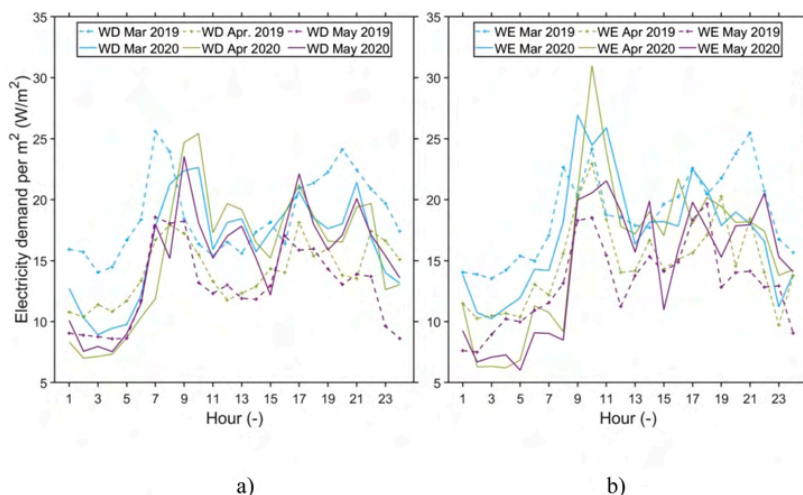 WD Mar 2019 WD Apr. 2019 WD May 2019
WD Mar 2020 WD Apr 2020 WD May 2020
35
30
25
20
15
10
5
Electricity demand per m² (W/m²)
1 3 5 7 9 11 13 15 17 19 21 23
Hour (-)
a)
WE Mar 2019 WE Apr 2019 WE May 2019
WE Mar 2020 WE Apr 2020 WE May 2020
35
30
25
20
15
10
5
1 3 5 7 9 11 13 15 17 19 21 23
Hour (-)
b)